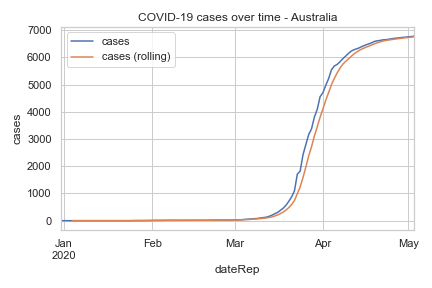 COVID-19 cases over time - Australia
cases
cases (rolling)
7000
6000
5000
4000
3000
2000
1000
0
cases
Jan
2020
Feb
Mar
Apr
May
dateRep